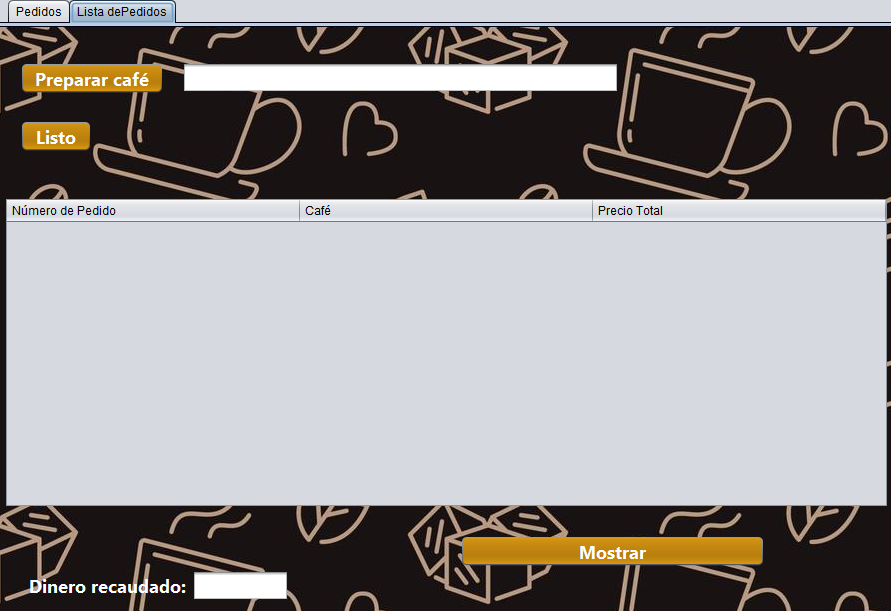 Pedidos Lista dePedidos
Preparar café
Listo
Número de Pedido Café Precio Total
Mostrar
Dinero recaudado: